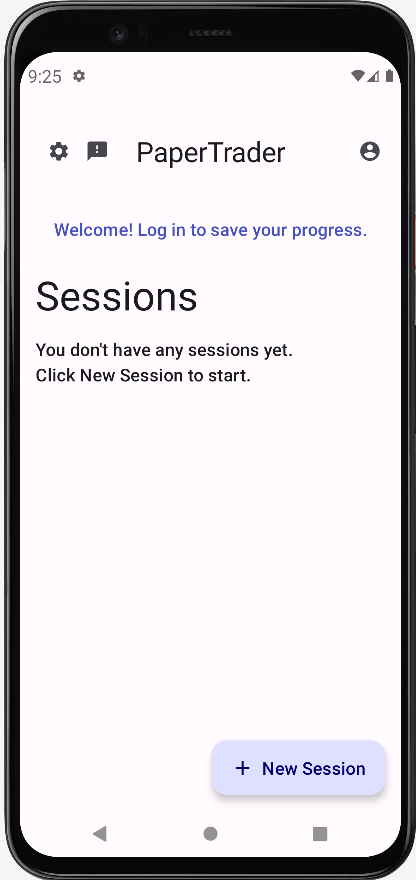 9:25
PaperTrader
Welcome! Log in to save your progress.
Sessions
You don't have any sessions yet.
Click New Session to start.
+ New Session